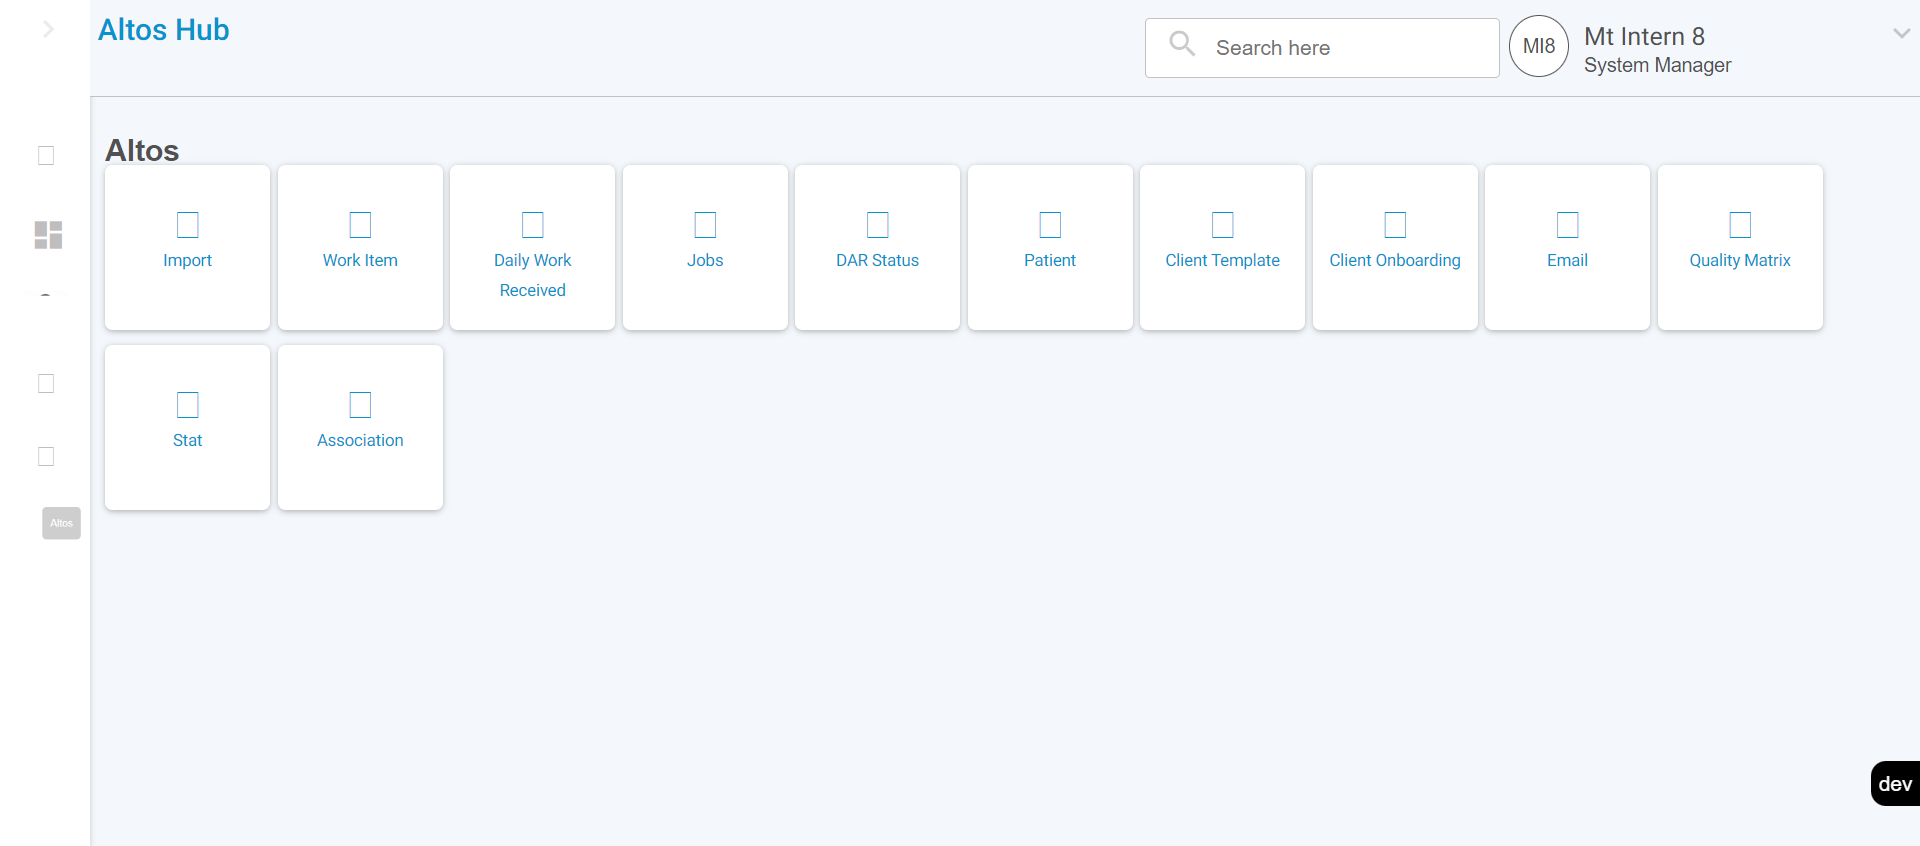 Altos Hub
Search here
MI8
Mt Intern 8
System Manager
Altos
Import
Work Item
Daily Work
Received
Jobs
DAR Status
Patient
Client Template
Client Onboarding
Email
Quality Matrix
Stat
Association
Altos
dev